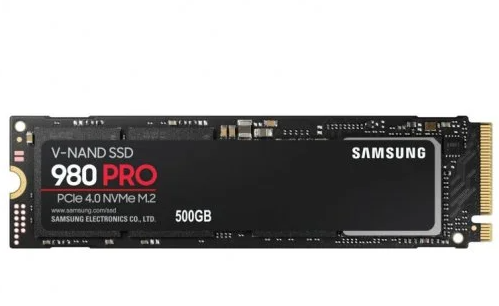 V-NAND SSD
980 PRO
PCIe 4.0 NVMe M.2
www.samsung.com/ssd
SAMSUNG ELECTRONICS CO., LTD.
500GB
SAMSUNG